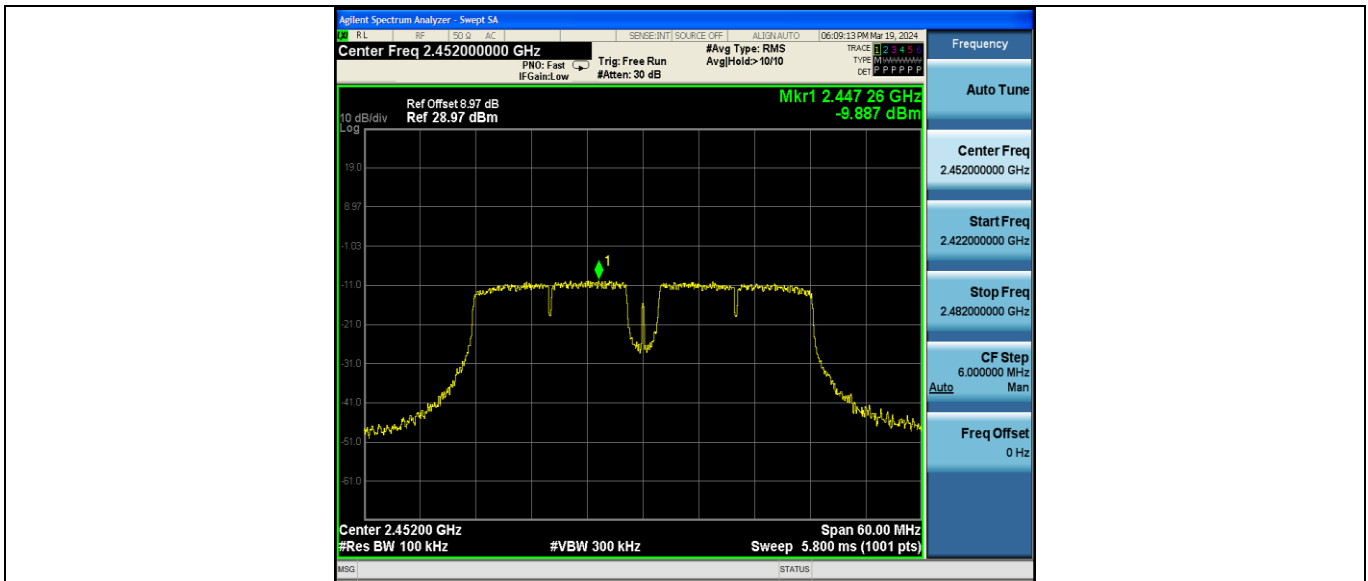 Agilent Spectrum Analyzer - Swept SA
RL RF 50 Ω AC SENSE:INT SOURCE OFF ALIGN AUTO 06:09:13 PM Mar 19, 2024
Center Freq 2.452000000 GHz
PNO: Fast
IFGain:Low
Trig: Free Run
#Atten: 30 dB
#Avg Type: RMS
Avg|Hold:> 10/10
TRACE 1 2 3 4 5 6
TYPE M
DET P P P P P P
Frequency
Mkr1 2.447 26 GHz
-9.887 dBm
Ref Offset 8.97 dB
10 dB/div Ref 28.97 dBm
Log
19.0
8.97
-1.03
-11.0
-21.0
-31.0
-41.0
-51.0
-61.0
1
Center 2.45200 GHz Span 60.00 MHz
#Res BW 100 kHz #VBW 300 kHz Sweep 5.800 ms (1001 pts)
Auto Tune
Center Freq
2.452000000 GHz
Start Freq
2.422000000 GHz
Stop Freq
2.482000000 GHz
CF Step
6.000000 MHz
Auto Man
Freq Offset
0 Hz
MSG STATUS